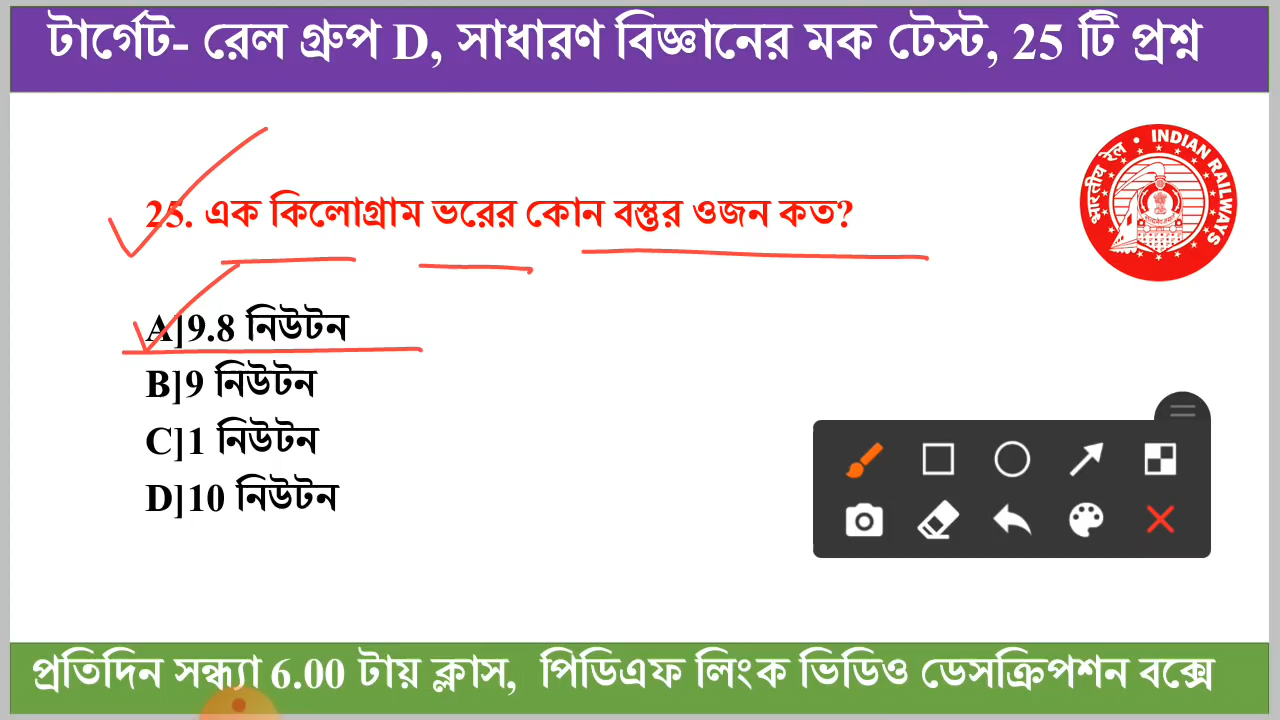 টার্গেট- রেল গ্রুপ D, সাধারণ বিজ্ঞানের মক টেস্ট, 25 টি প্রশ্ন
भारतीय रेल • INDIAN RAILWAYS
25. এক কিলোগ্রাম ভরের কোন বস্তুর ওজন কত?
A]9.8 নিউটন
B]9 নিউটন
C]1 নিউটন
D]10 নিউটন
প্রতিদিন সন্ধ্যা 6.00 টায় ক্লাস, পিডিএফ লিংক ভিডিও ডেসক্রিপশন বক্সে